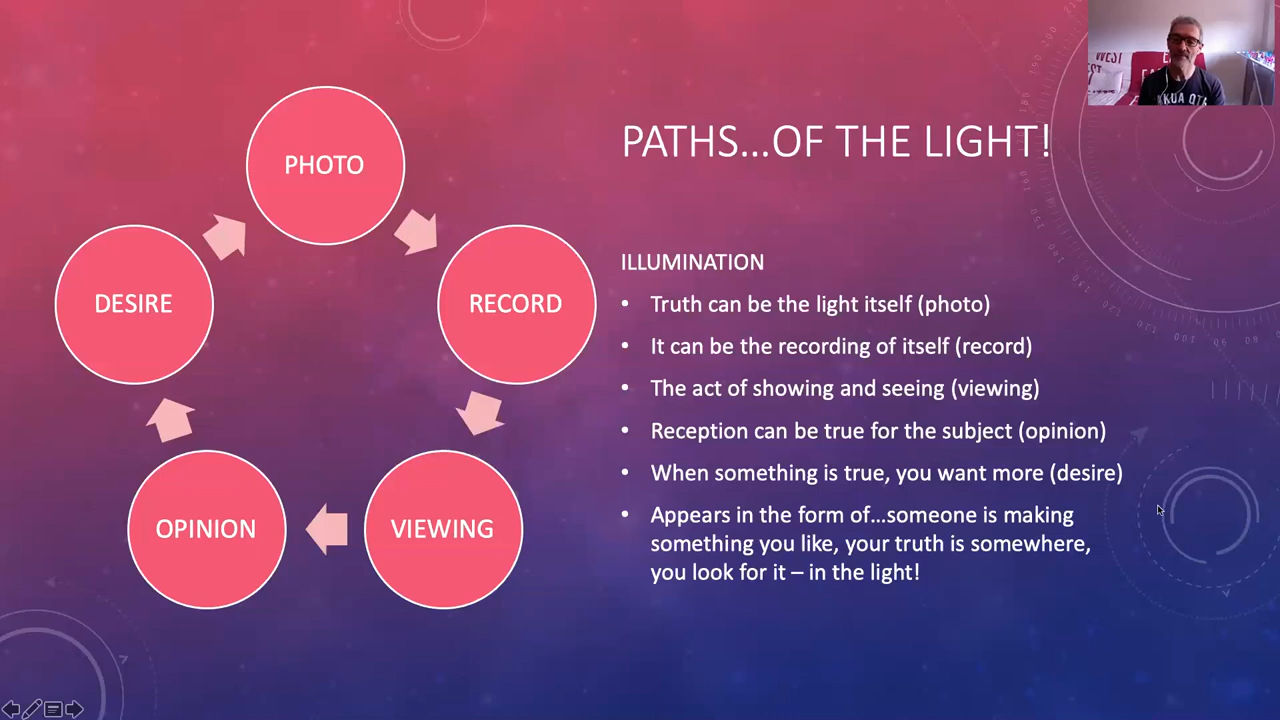 PATHS...OF THE LIGHT!
PHOTO
RECORD
VIEWING
OPINION
DESIRE
ILLUMINATION
• Truth can be the light itself (photo)
• It can be the recording of itself (record)
• The act of showing and seeing (viewing)
• Reception can be true for the subject (opinion)
• When something is true, you want more (desire)
• Appears in the form of...someone is making
something you like, your truth is somewhere,
you look for it – in the light!